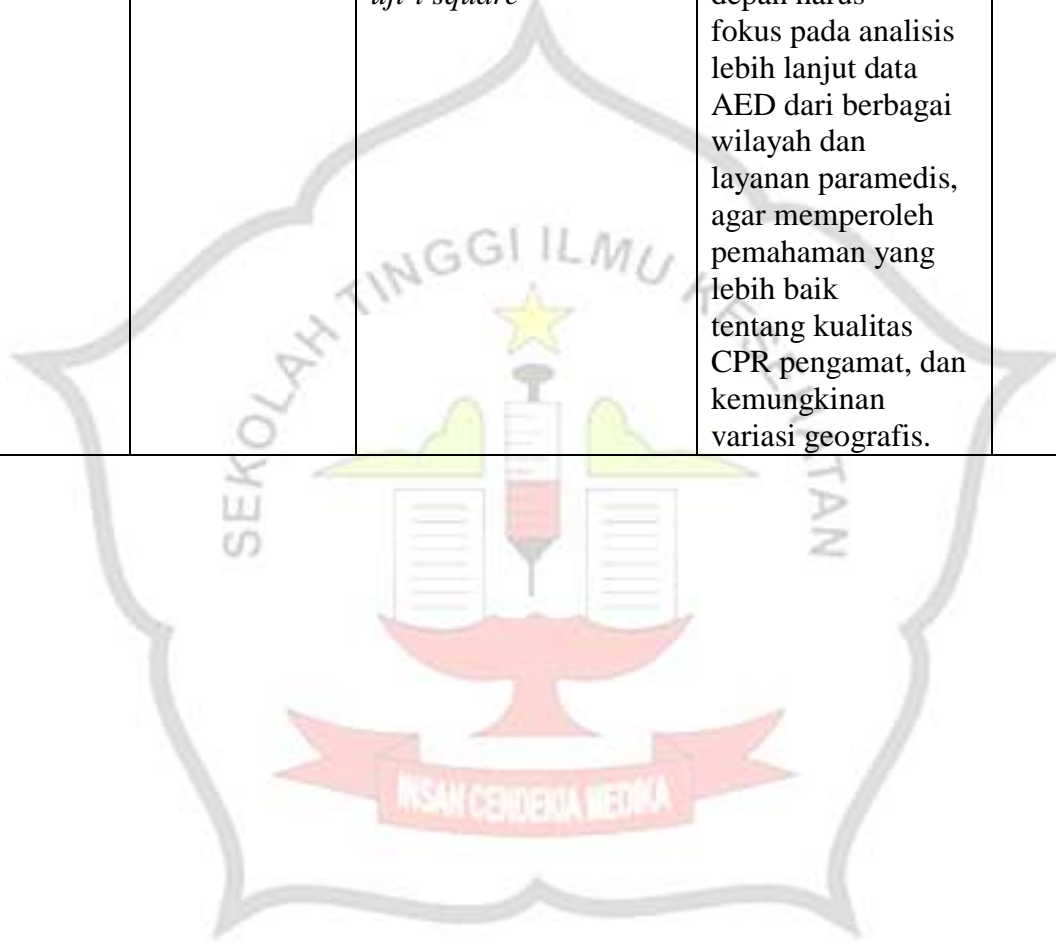 uji t square
depan harus
fokus pada analisis
lebih lanjut data
AED dari berbagai
wilayah dan
layanan paramedis,
agar memperoleh
pemahaman yang
lebih baik
tentang kualitas
CPR pengamat, dan
kemungkinan
variasi geografis.
SEKOLAH TINGGI ILMU KESEHATAN
INSAN CENDEKIA MEDIKA